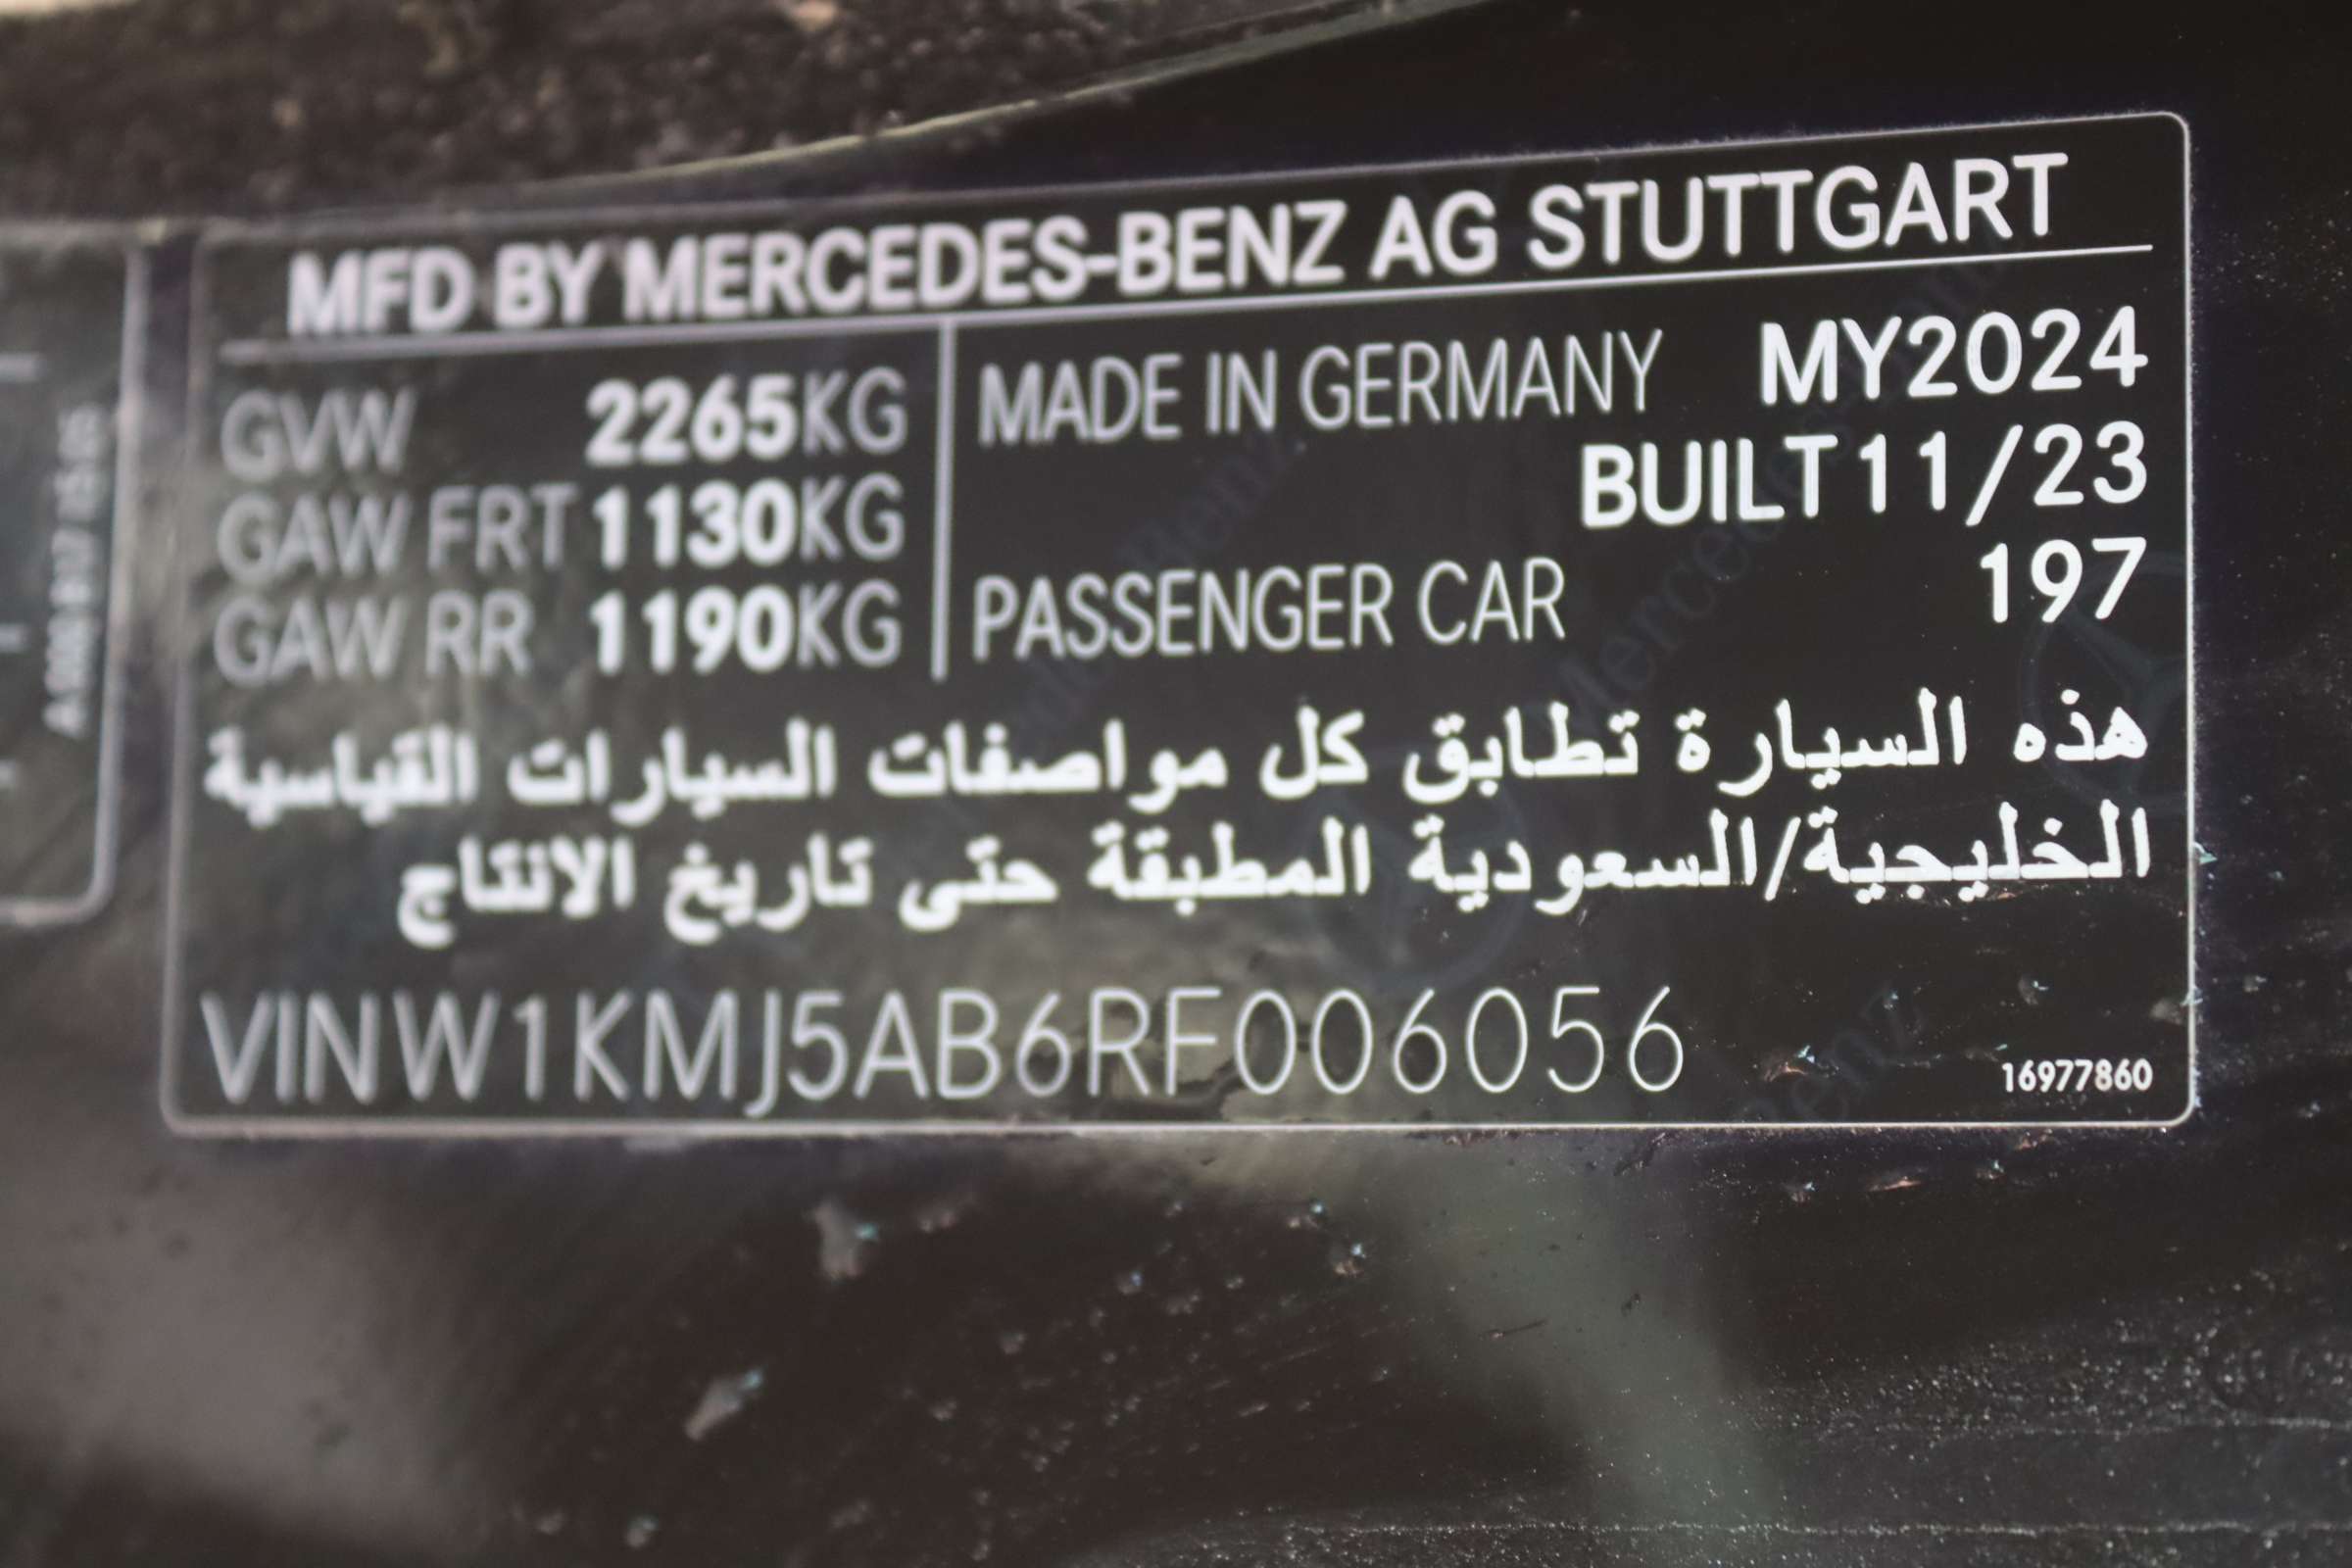 MFD BY MERCEDES-BENZ AG STUTTGART
GVW 2265KG
GAW FRT 1130KG
GAW RR 1190KG
MADE IN GERMANY MY2024
BUILT 11/23
PASSENGER CAR 197
هذه السيارة تطابق كل مواصفات السيارات القياسية
الخليجية/السعودية المطبقة حتى تاريخ الانتاج
VIN W1KMJ5AB6RF006056
16977860